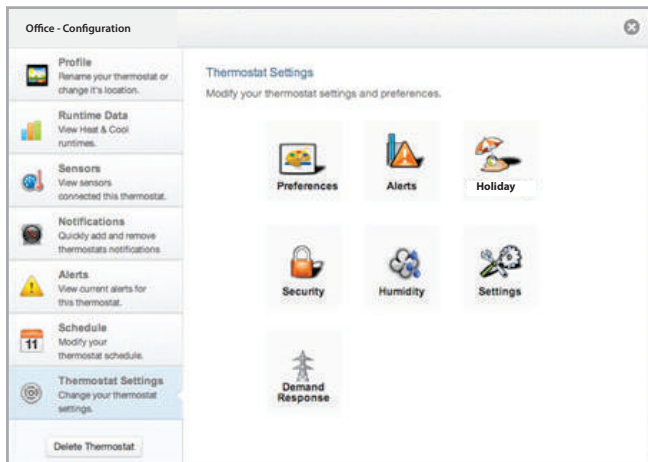 Office - Configuration
Profile
Rename your thermostat or
change it's location.
Runtime Data
View Heat & Cool
runtimes.
Sensors
View sensors
connected this thermostat.
Notifications
Quickly add and remove
thermostats notifications
Alerts
View current alerts for
this thermostat.
11
Schedule
Modify your
thermostat schedule.
Thermostat Settings
Change your thermostat
settings.
Delete Thermostat
Thermostat Settings
Modify your thermostat settings and preferences.
Preferences
Alerts
Holiday
Security
Humidity
Settings
Demand
Response